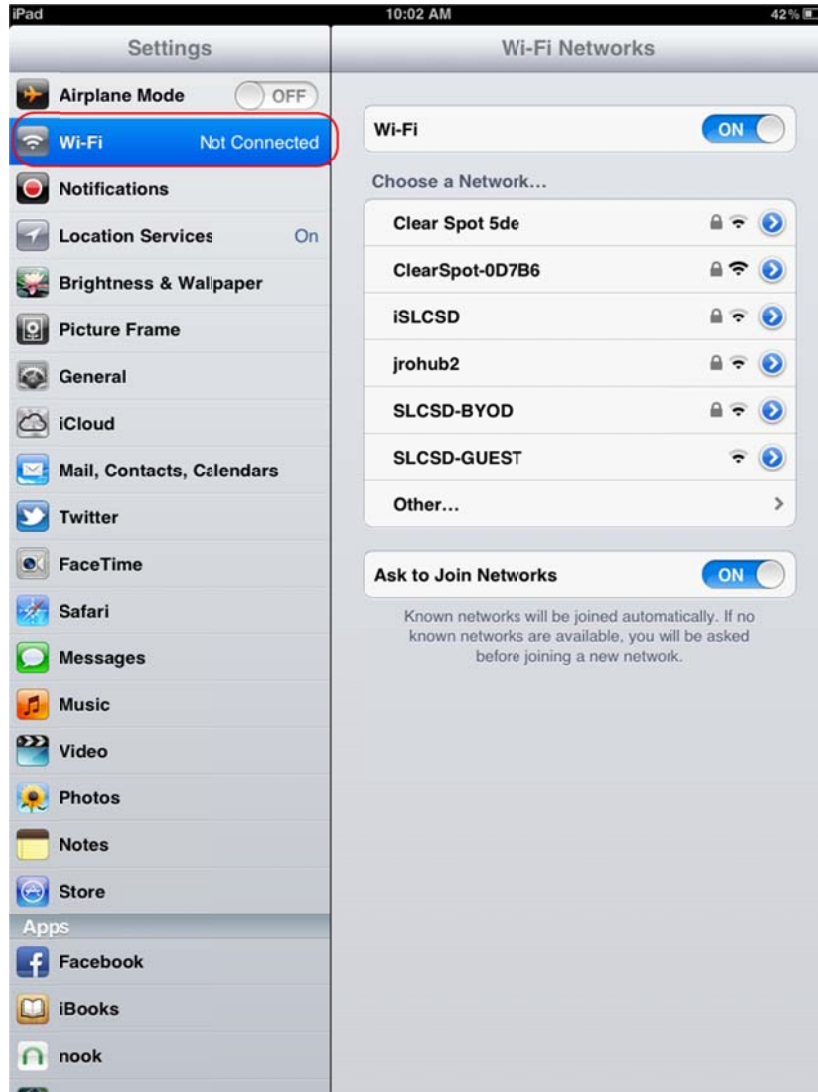 iPad 10:02 AM 42%
Settings
Airplane Mode OFF
Wi-Fi Not Connected
Notifications
Location Services On
Brightness & Wallpaper
Picture Frame
General
iCloud
Mail, Contacts, Calendars
Twitter
FaceTime
Safari
Messages
Music
Video
Photos
Notes
Store
Apps
Facebook
iBooks
nook
Wi-Fi Networks
Wi-Fi ON
Choose a Network...
Clear Spot 5de
ClearSpot-0D7B6
iSLCSD
jrohub2
SLCSD-BYOD
SLCSD-GUEST
Other...
Ask to Join Networks ON
Known networks will be joined automatically. If no
known networks are available, you will be asked
before joining a new network.